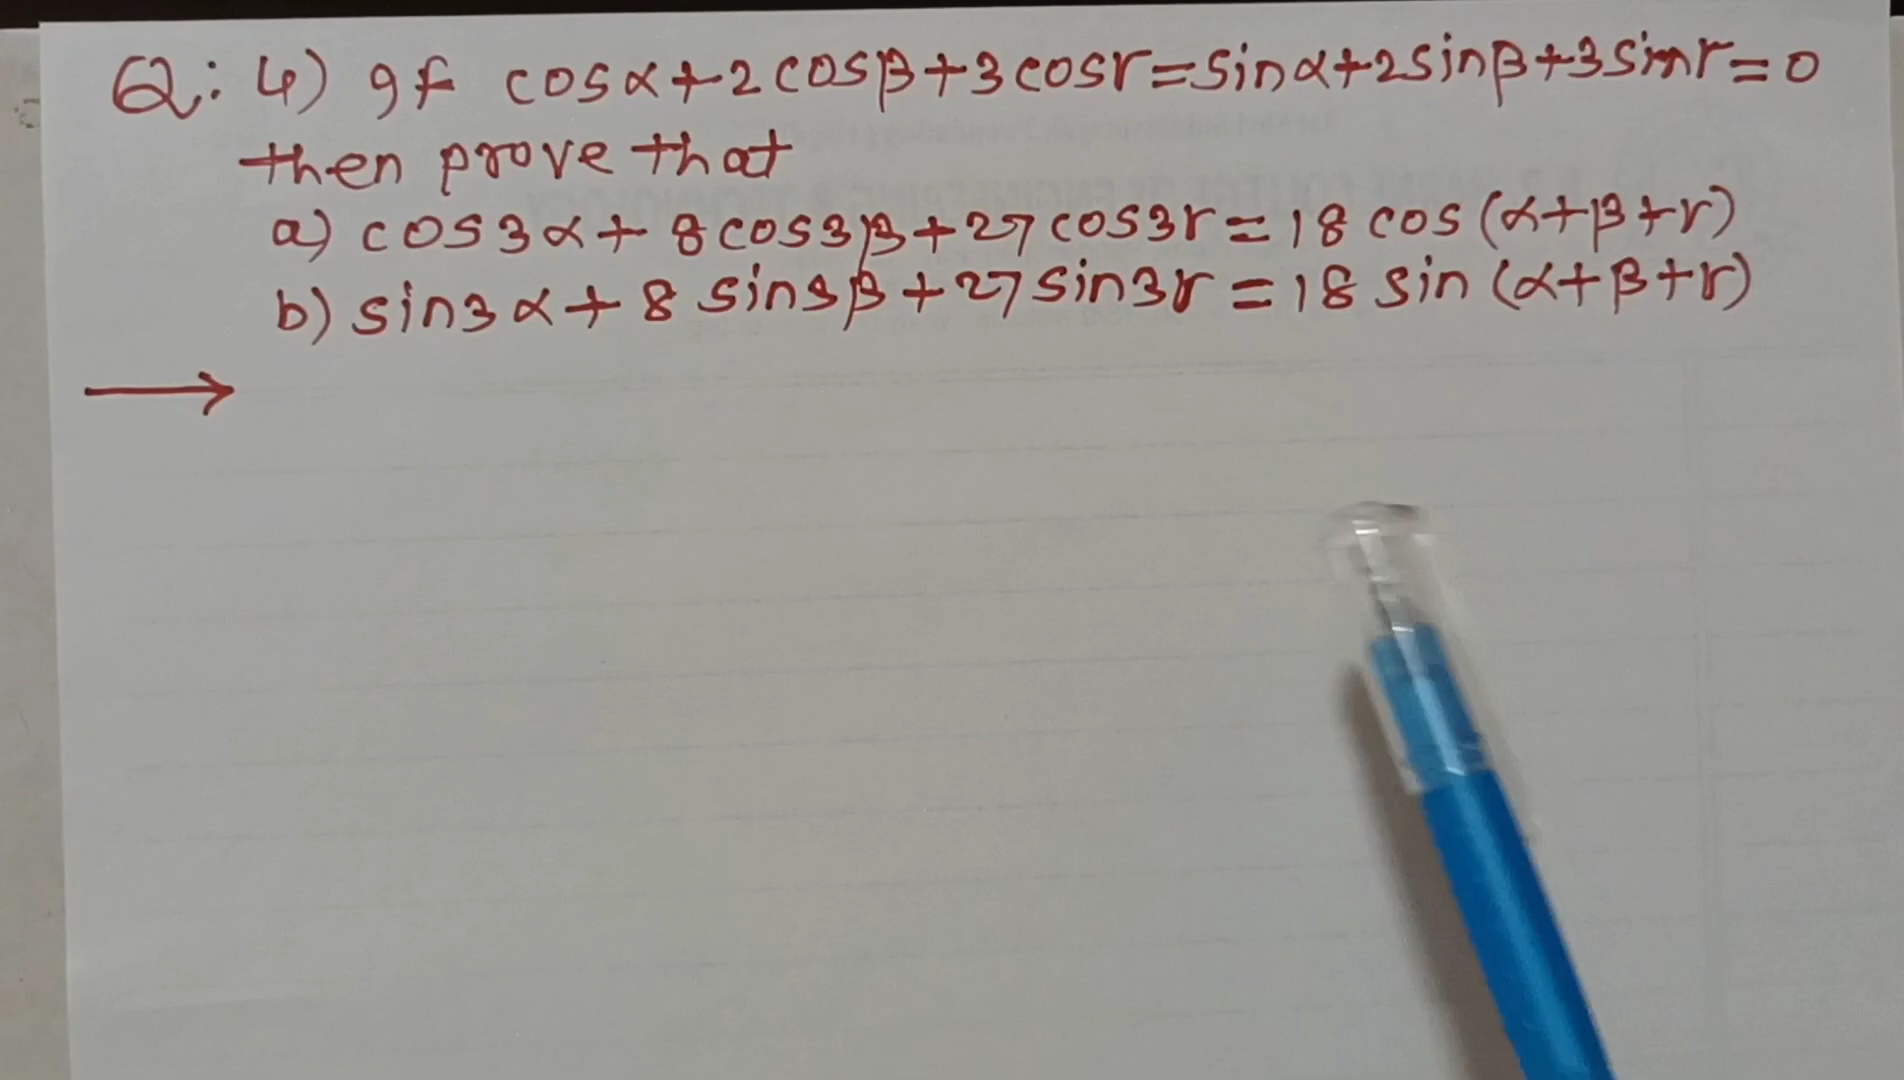 Q: 4) If cosα+2cosβ+3cosr=sinα+2sinβ+3sinr=0
then prove that
a) cos3α+8cos3β+27cos3r=18cos(α+β+r)
b) sin3α+8sin3β+27sin3r=18sin(α+β+r)
→